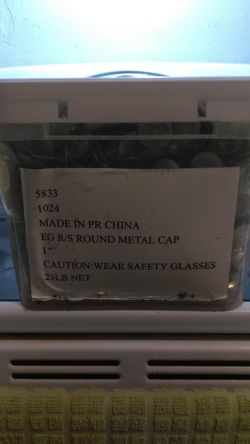 5833
1024
MADE IN PR CHINA
EG R/S ROUND METAL CAP
1"
CAUTION:WEAR SAFETY GLASSES
25LB NET